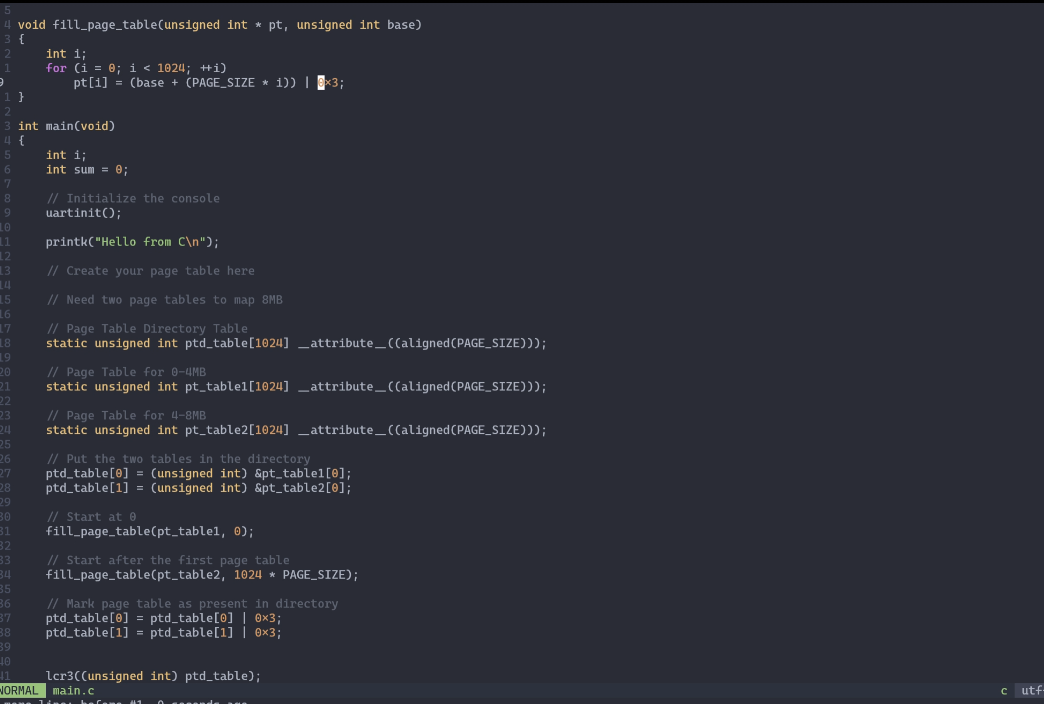 5
4 void fill_page_table(unsigned int * pt, unsigned int base)
3 {
2     int i;
1     for (i = 0; i < 1024; ++i)
9         pt[i] = (base + (PAGE_SIZE * i)) | 0×3;
1 }
2
3 int main(void)
4 {
5     int i;
6     int sum = 0;
7
8     // Initialize the console
9     uartinit();
10
11     printk("Hello from C\n");
12
13     // Create your page table here
14
15     // Need two page tables to map 8MB
16
17     // Page Table Directory Table
18     static unsigned int ptd_table[1024] __attribute__((aligned(PAGE_SIZE)));
19
20     // Page Table for 0-4MB
21     static unsigned int pt_table1[1024] __attribute__((aligned(PAGE_SIZE)));
22
23     // Page Table for 4-8MB
24     static unsigned int pt_table2[1024] __attribute__((aligned(PAGE_SIZE)));
25
26     // Put the two tables in the directory
27     ptd_table[0] = (unsigned int) &pt_table1[0];
28     ptd_table[1] = (unsigned int) &pt_table2[0];
29
30     // Start at 0
31     fill_page_table(pt_table1, 0);
32
33     // Start after the first page table
34     fill_page_table(pt_table2, 1024 * PAGE_SIZE);
35
36     // Mark page table as present in directory
37     ptd_table[0] = ptd_table[0] | 0×3;
38     ptd_table[1] = ptd_table[1] | 0×3;
39
40
41     lcr3((unsigned int) ptd_table);
NORMAL main.c c utf